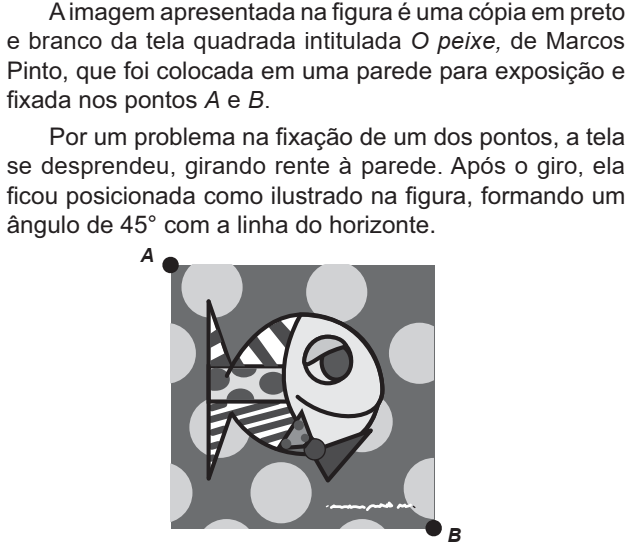 A imagem apresentada na figura é uma cópia em preto
e branco da tela quadrada intitulada O peixe, de Marcos
Pinto, que foi colocada em uma parede para exposição e
fixada nos pontos A e B.
Por um problema na fixação de um dos pontos, a tela
se desprendeu, girando rente à parede. Após o giro, ela
ficou posicionada como ilustrado na figura, formando um
ângulo de 45° com a linha do horizonte.
A
B